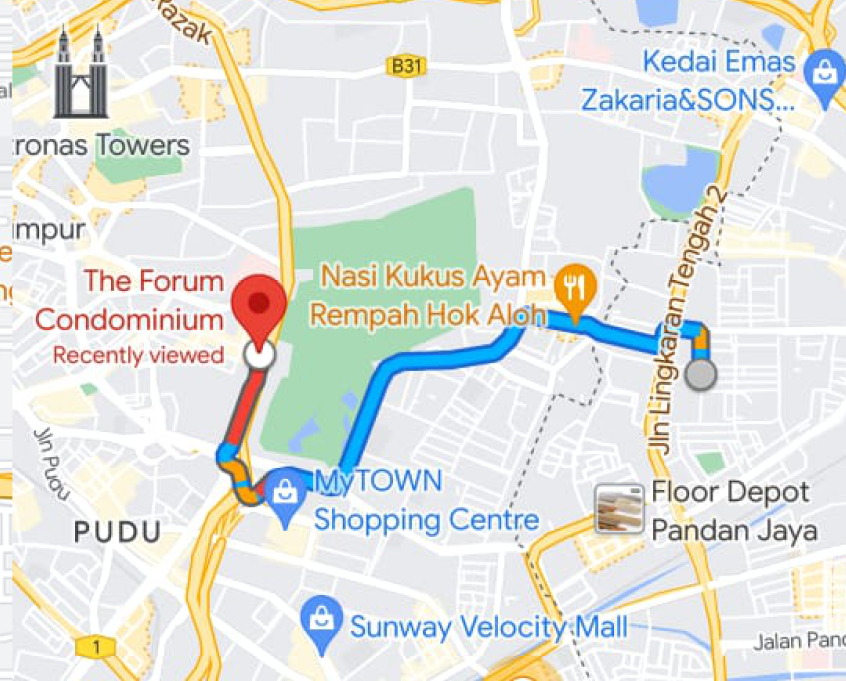 Razak
B31
Kedai Emas
Zakaria&SONS...
tronas Towers
umpur
Jln Lingkaran Tengah 2
Nasi Kukus Ayam
Rempah Hok Aloh
The Forum
Condominium
Recently viewed
Jln Pudu
MyTOWN
Shopping Centre
Floor Depot
Pandan Jaya
PUDU
1
Sunway Velocity Mall
Jalan Pand